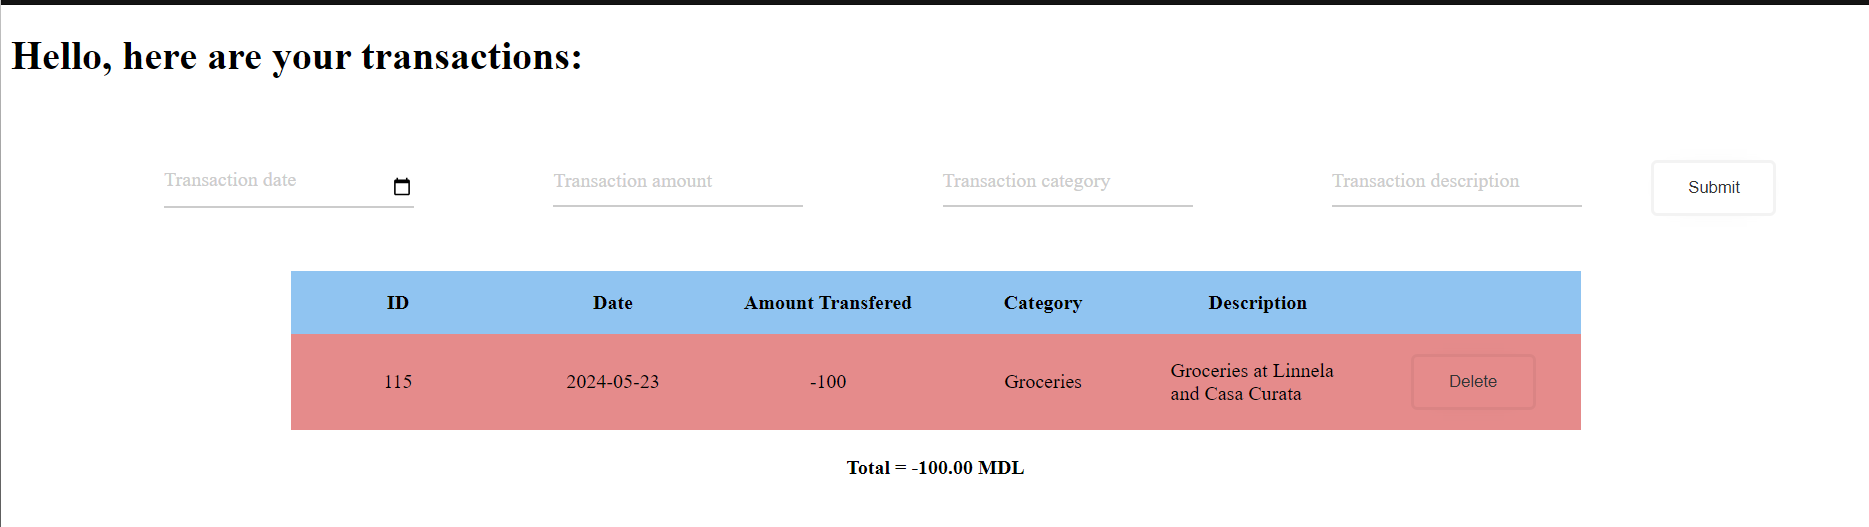 Hello, here are your transactions:
Transaction date
Transaction amount
Transaction category
Transaction description
Submit
ID
Date
Amount Transfered
Category
Description
115
2024-05-23
-100
Groceries
Groceries at Linnela
and Casa Curata
Delete
Total = -100.00 MDL